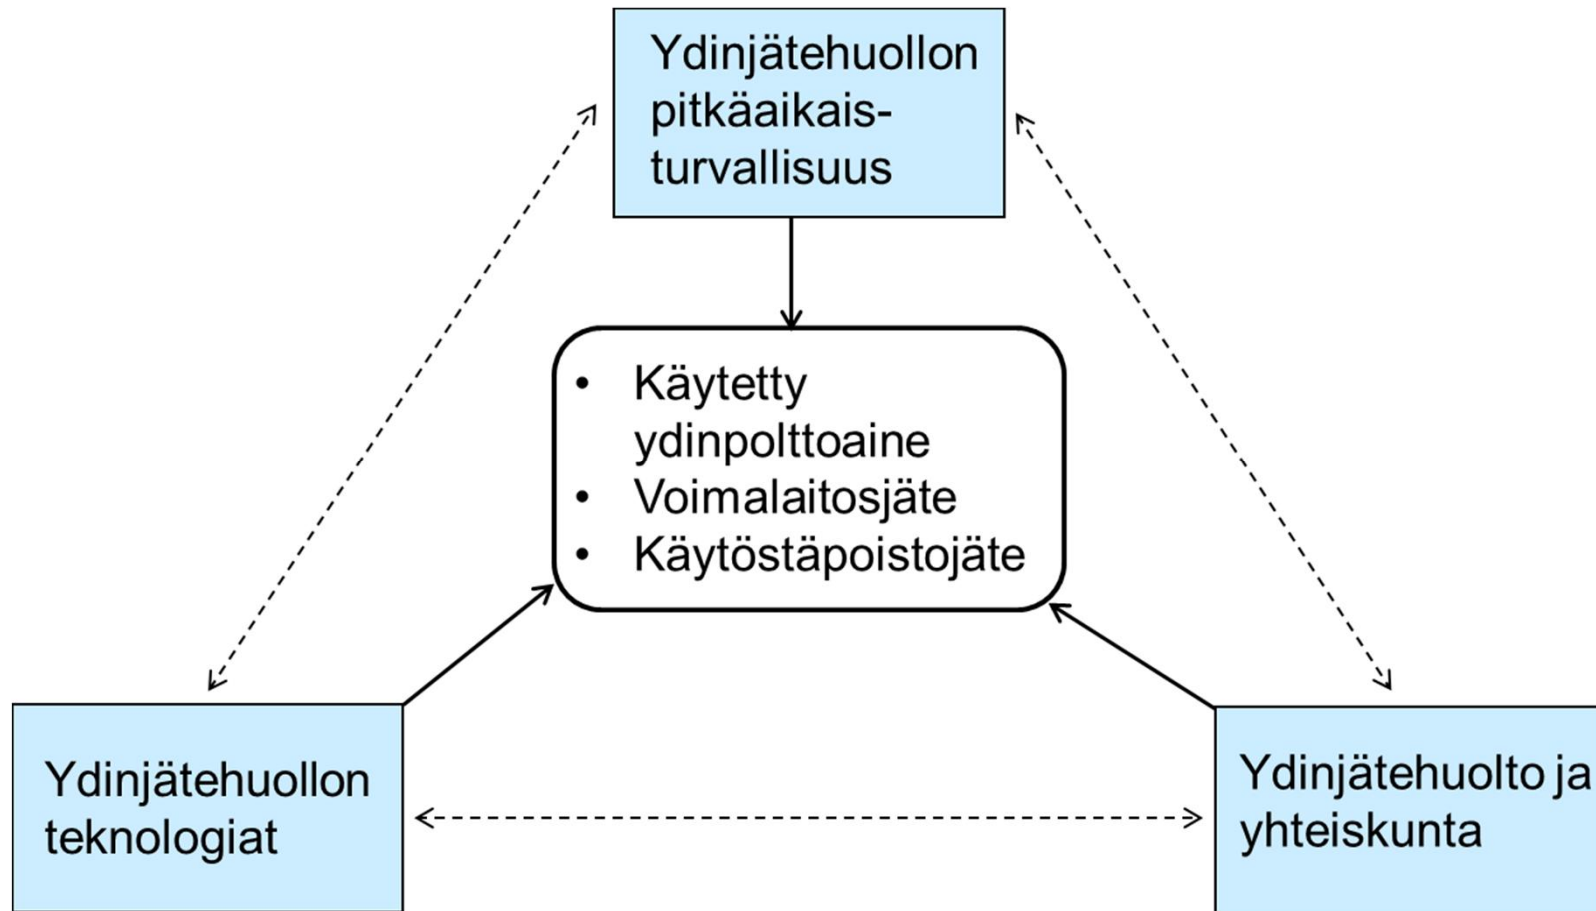 Ydinjätehuollon
pitkäaikais-
turvallisuus
• Käytetty
ydinpolttoaine
• Voimalaitosjäte
• Käytöstäpoistojäte
Ydinjätehuollon
teknologiat
Ydinjätehuolto ja
yhteiskunta